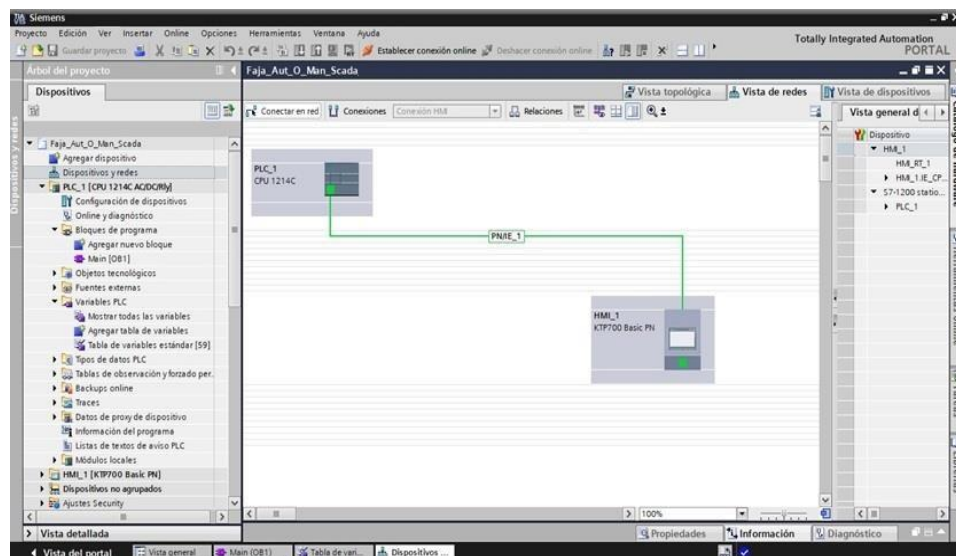 Siemens
Proyecto Edición Ver Insertar Online Opciones Herramientas Ventana Ayuda
Guardar proyecto
Establecer conexión online
Deshacer conexión online
Totally Integrated Automation
PORTAL
Árbol del proyecto
Faja_Aut_O_Man_Scada
Dispositivos
Vista topológica
Vista de redes
Vista de dispositivos
Conectar en red
Conexiones
Conexión HMI
Relaciones
Vista general d
Dispositivos y redes
Faja_Aut_O_Man_Scada
Agregar dispositivo
Dispositivos y redes
PLC_1 [CPU 1214C AC/DC/Rly]
Configuración de dispositivos
Online y diagnóstico
Bloques de programa
Agregar nuevo bloque
Main [OB1]
Objetos tecnológicos
Fuentes externas
Variables PLC
Mostrar todas las variables
Agregar tabla de variables
Tabla de variables estándar [59]
Tipos de datos PLC
Tablas de observación y forzado per.
Backups online
Traces
Datos de proxy de dispositivo
Información del programa
Listas de textos de aviso PLC
Módulos locales
HMI_1 [KTP700 Basic PN]
Dispositivos no agrupados
Ajustes Security
PLC_1
CPU 1214C
PN/IE_1
HMI_1
KTP700 Basic PN
Dispositivo
HMI_1
HMI_RT_1
HMI_1.IE_CP...
S7-1200 statio...
PLC_1
100%
Vista detallada
Propiedades
Información
Diagnóstico
Vista del portal
Vista general
Main (OB1)
Tabla de vari...
Dispositivos ...